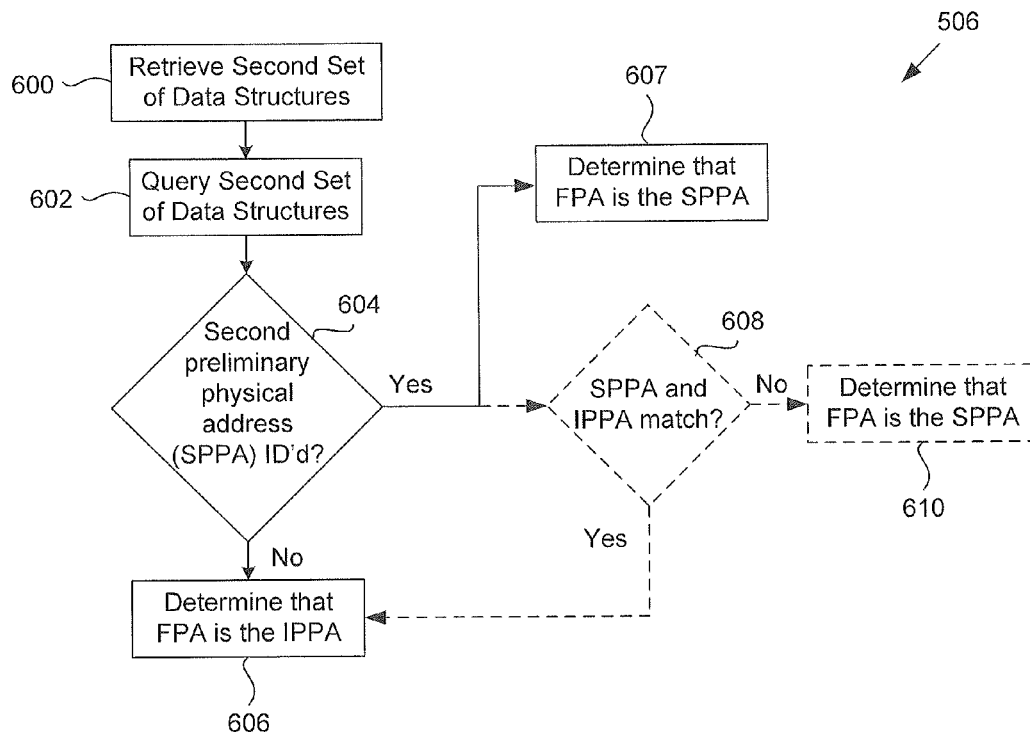 506
600
Retrieve Second Set
of Data Structures
607
Determine that
FPA is the SPPA
602
Query Second Set
of Data Structures
604
Second
preliminary
physical
address
(SPPA) ID'd?
Yes
608
SPPA and
IPPA match?
No
Determine that
FPA is the SPPA
610
Yes
No
Determine that
FPA is the IPPA
606